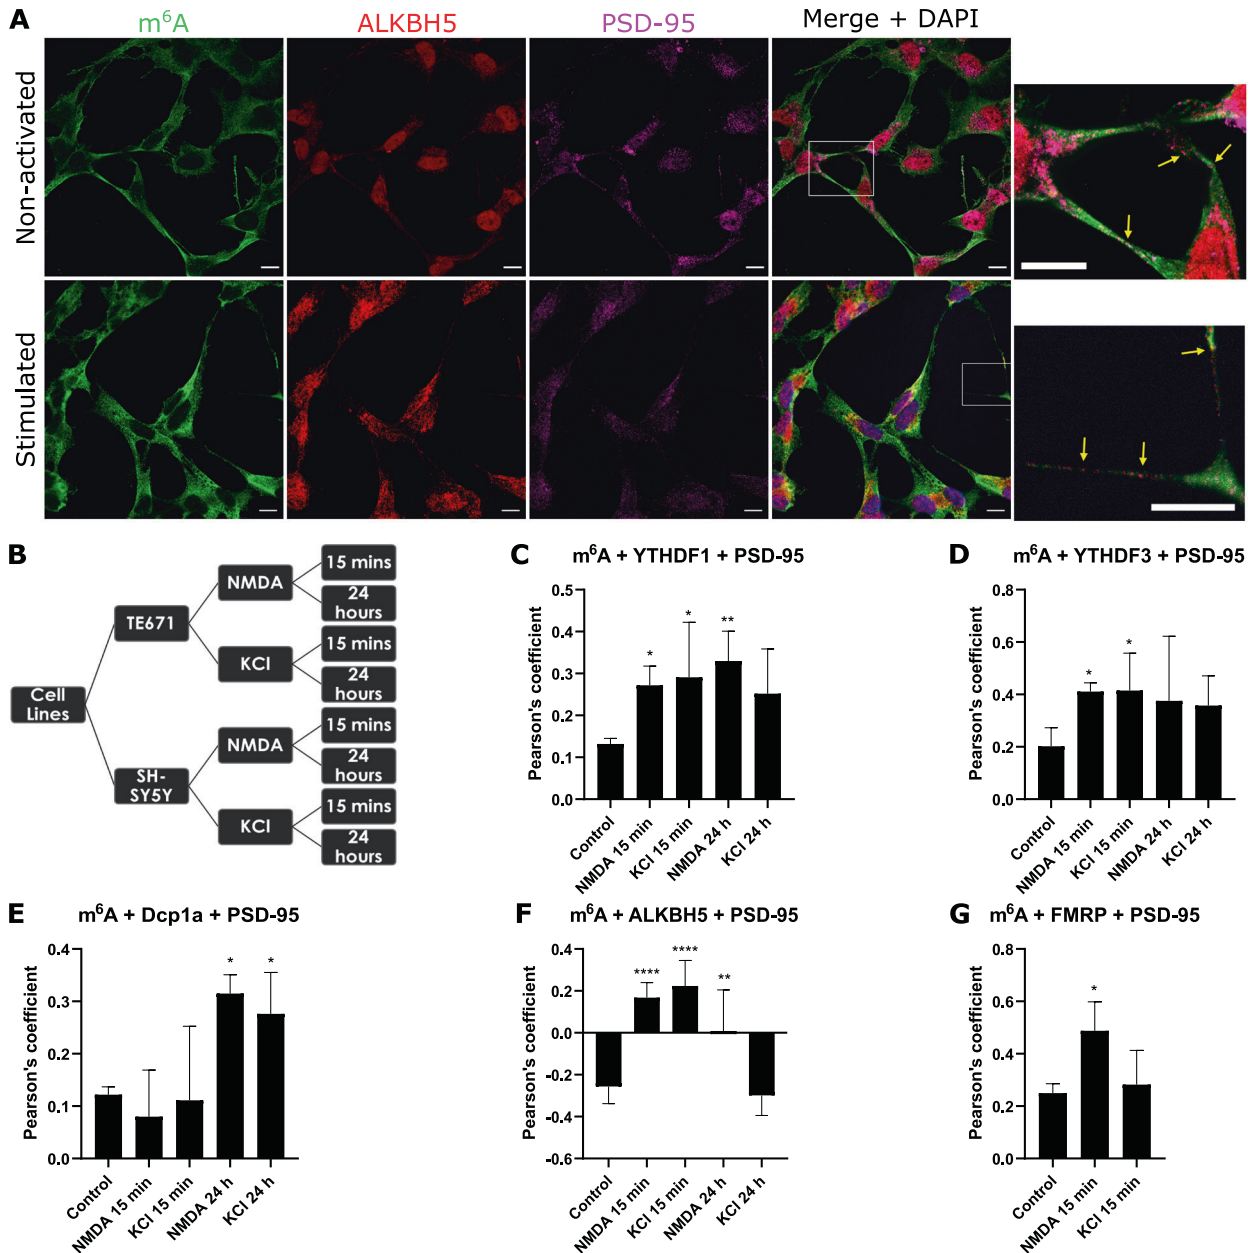 A
m⁶A
ALKBH5
PSD-95
Merge + DAPI
Non-activated
Stimulated
B
Cell
Lines
TE671
SH-
SY5Y
NMDA
KCl
NMDA
KCl
15 mins
24
hours
15 mins
24
hours
15 mins
24
hours
15 mins
24
hours
C
m⁶A + YTHDF1 + PSD-95
Pearson's coefficient
0.5
0.4
0.3
0.2
0.1
0.0
*
*
**
Control
NMDA 15 min
KCl 15 min
NMDA 24 h
KCl 24 h
D
m⁶A + YTHDF3 + PSD-95
Pearson's coefficient
0.8
0.6
0.4
0.2
0.0
*
*
Control
NMDA 15 min
KCl 15 min
NMDA 24 h
KCl 24 h
E
m⁶A + Dcp1a + PSD-95
Pearson's coefficient
0.4
0.3
0.2
0.1
0.0
*
*
Control
NMDA 15 min
KCl 15 min
NMDA 24 h
KCl 24 h
F
m⁶A + ALKBH5 + PSD-95
Pearson's coefficient
0.4
0.2
0.0
-0.2
-0.4
-0.6
****
****
**
Control
NMDA 15 min
KCl 15 min
NMDA 24 h
KCl 24 h
G
m⁶A + FMRP + PSD-95
Pearson's coefficient
0.8
0.6
0.4
0.2
0.0
*
Control
NMDA 15 min
KCl 15 min